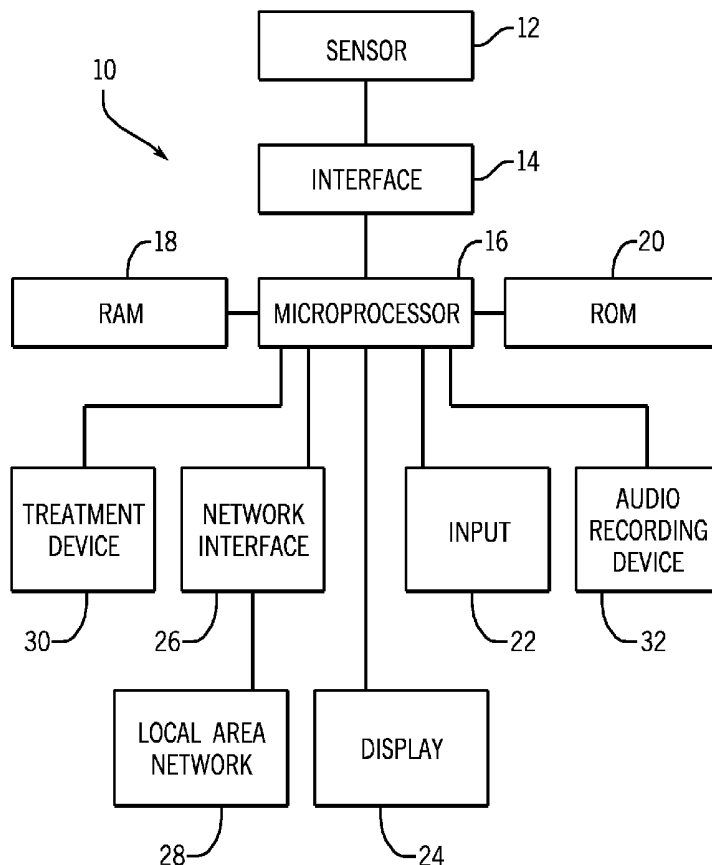 12
SENSOR
10
14
INTERFACE
18
16
20
RAM
MICROPROCESSOR
ROM
TREATMENT
DEVICE
NETWORK
INTERFACE
INPUT
AUDIO
RECORDING
DEVICE
30
26
22
32
LOCAL AREA
NETWORK
DISPLAY
28
24